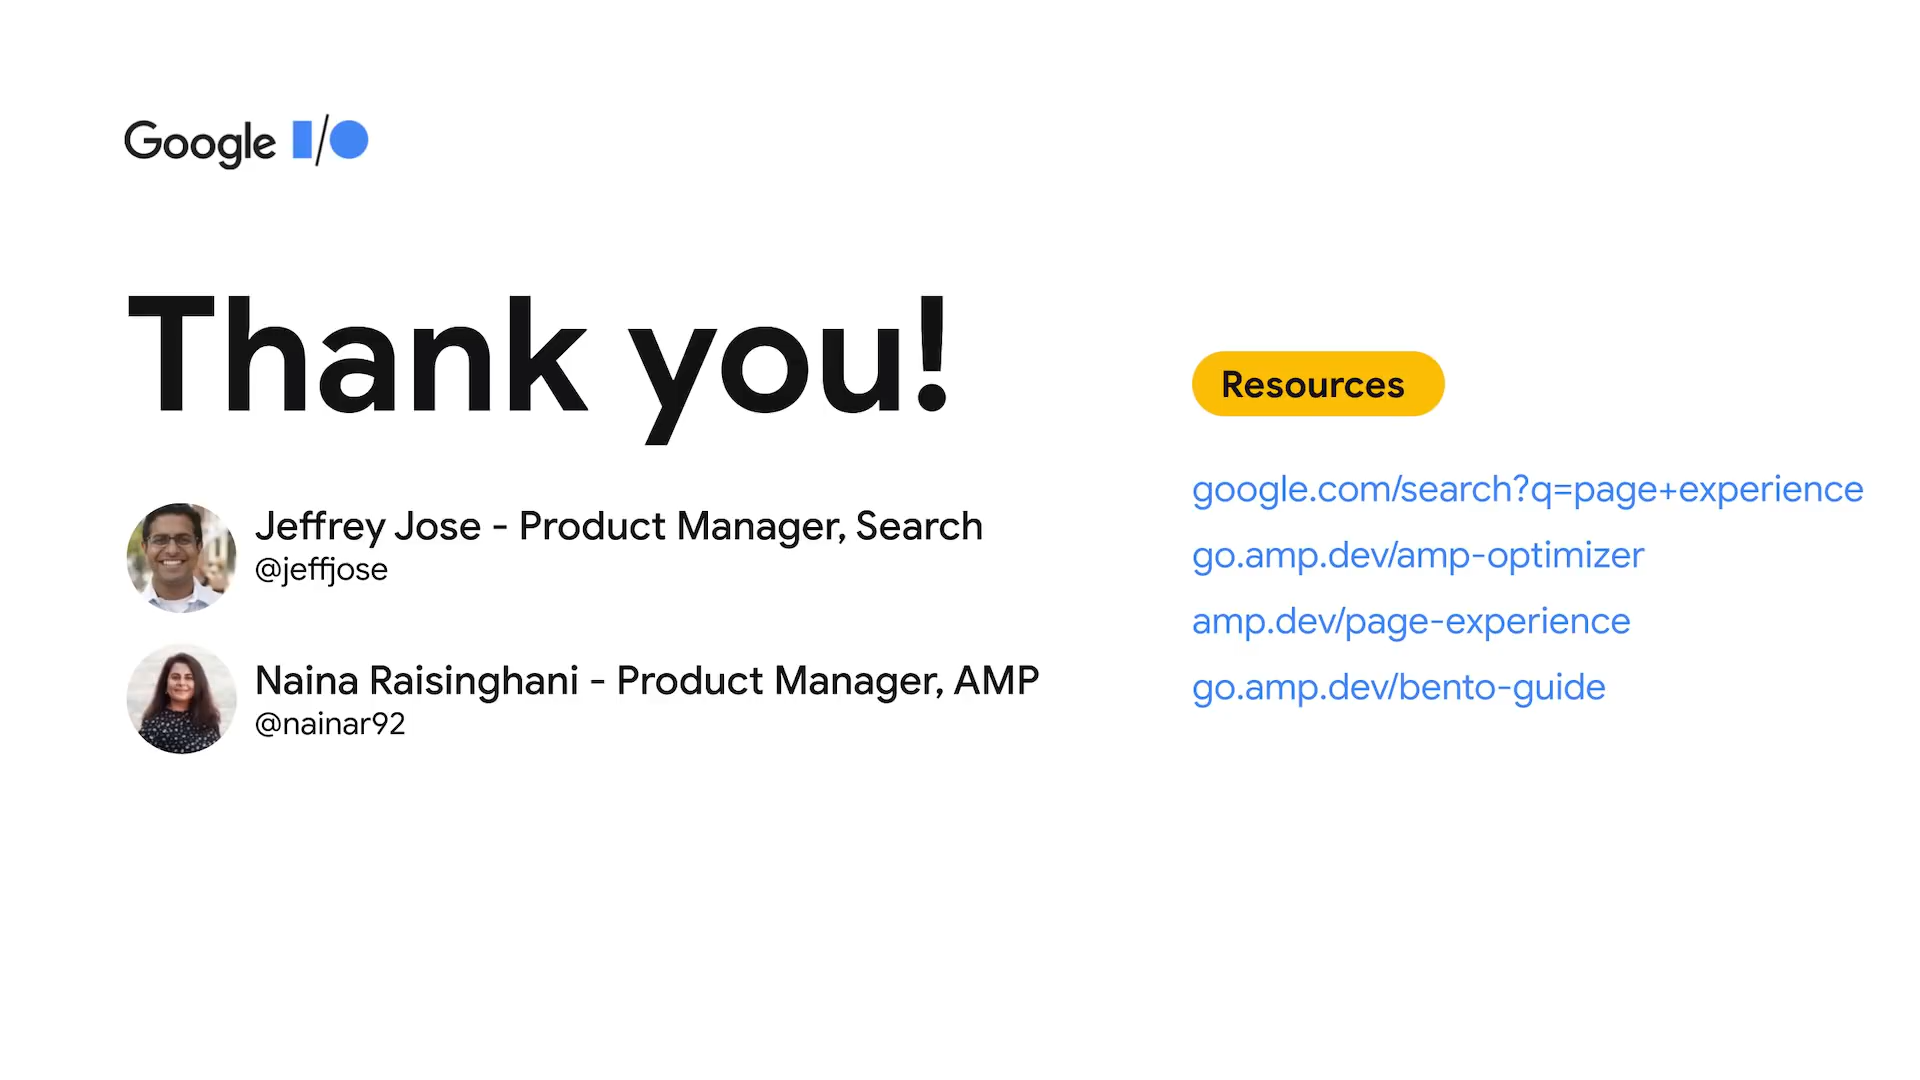 Google I/O
Thank you!
Jeffrey Jose - Product Manager, Search
@jeffjose
Naina Raisinghani - Product Manager, AMP
@nainar92
Resources
google.com/search?q=page+experience
go.amp.dev/amp-optimizer
amp.dev/page-experience
go.amp.dev/bento-guide